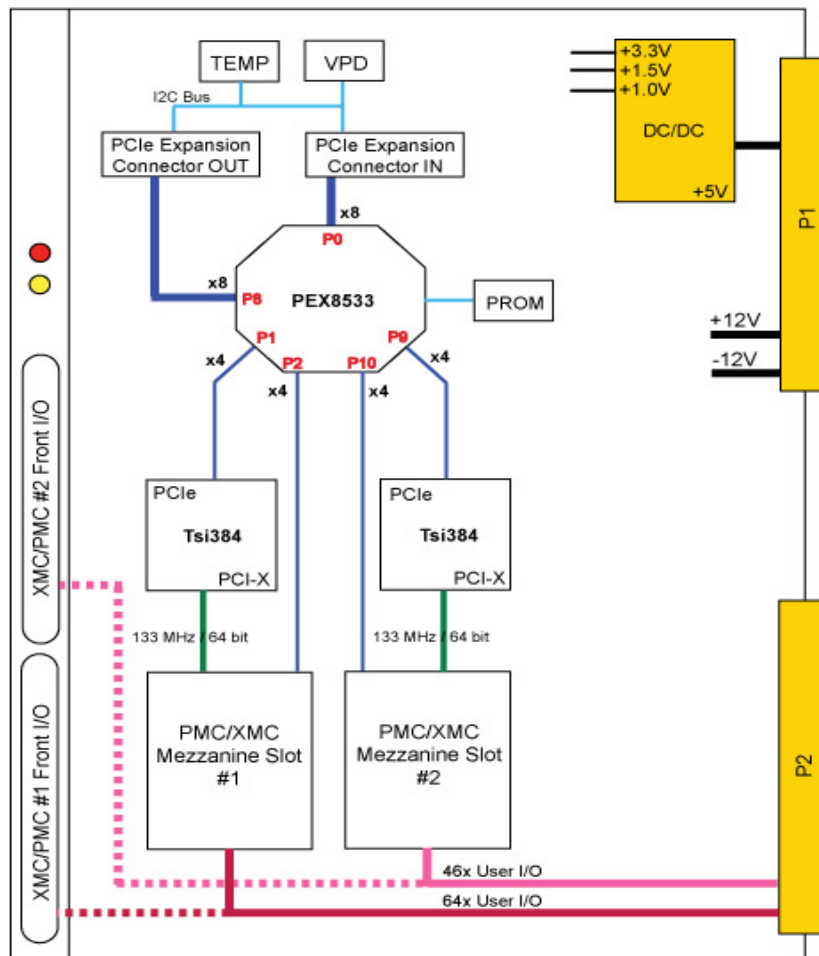 TEMP
VPD
I2C Bus
PCIe Expansion
Connector OUT
PCIe Expansion
Connector IN
+3.3V
+1.5V
+1.0V
DC/DC
+5V
P1
x8
P0
x8
P6
PEX8533
PROM
P1
P9
+12V
-12V
x4
P2
P10
x4
x4
x4
PCIe
Tsi384
PCI-X
PCIe
Tsi384
PCI-X
133 MHz / 64 bit
133 MHz / 64 bit
PMC/XMC
Mezzanine Slot
#1
PMC/XMC
Mezzanine Slot
#2
XMC/PMC #2 Front I/O
XMC/PMC #1 Front I/O
P2
46x User I/O
64x User I/O